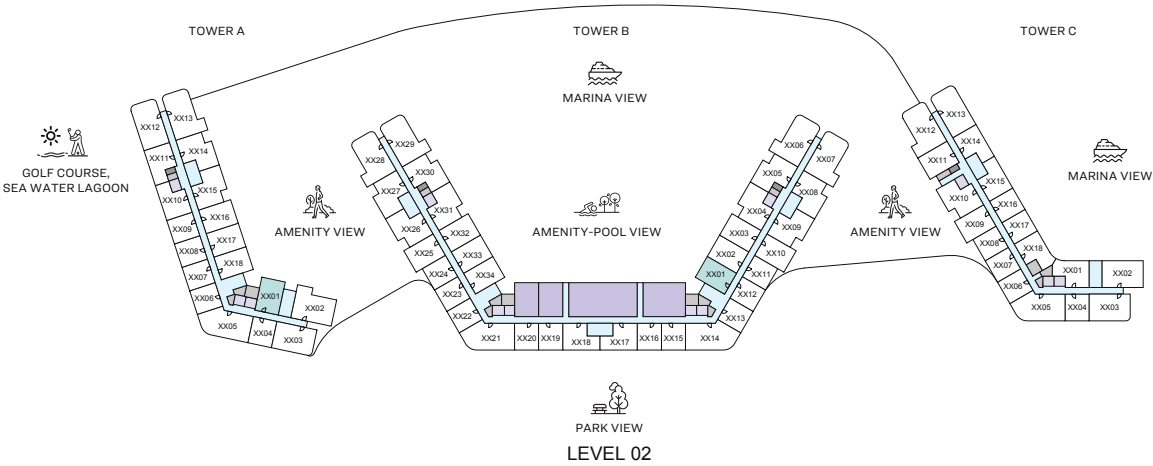 TOWER A
TOWER B
TOWER C
MARINA VIEW
GOLF COURSE,
SEA WATER LAGOON
AMENITY VIEW
AMENITY-POOL VIEW
AMENITY VIEW
MARINA VIEW
XX12
XX13
XX11
XX14
XX10
XX15
XX09
XX16
XX08
XX17
XX07
XX18
XX06
XX01
XX02
XX05
XX04
XX03
XX28
XX29
XX27
XX30
XX26
XX31
XX25
XX32
XX24
XX33
XX23
XX34
XX22
XX21
XX20
XX19
XX18
XX17
XX16
XX15
XX14
XX06
XX07
XX05
XX08
XX04
XX09
XX03
XX10
XX02
XX11
XX01
XX12
XX13
XX12
XX13
XX11
XX14
XX10
XX15
XX09
XX16
XX08
XX17
XX07
XX18
XX06
XX01
XX02
XX05
XX04
XX03
PARK VIEW
LEVEL 02